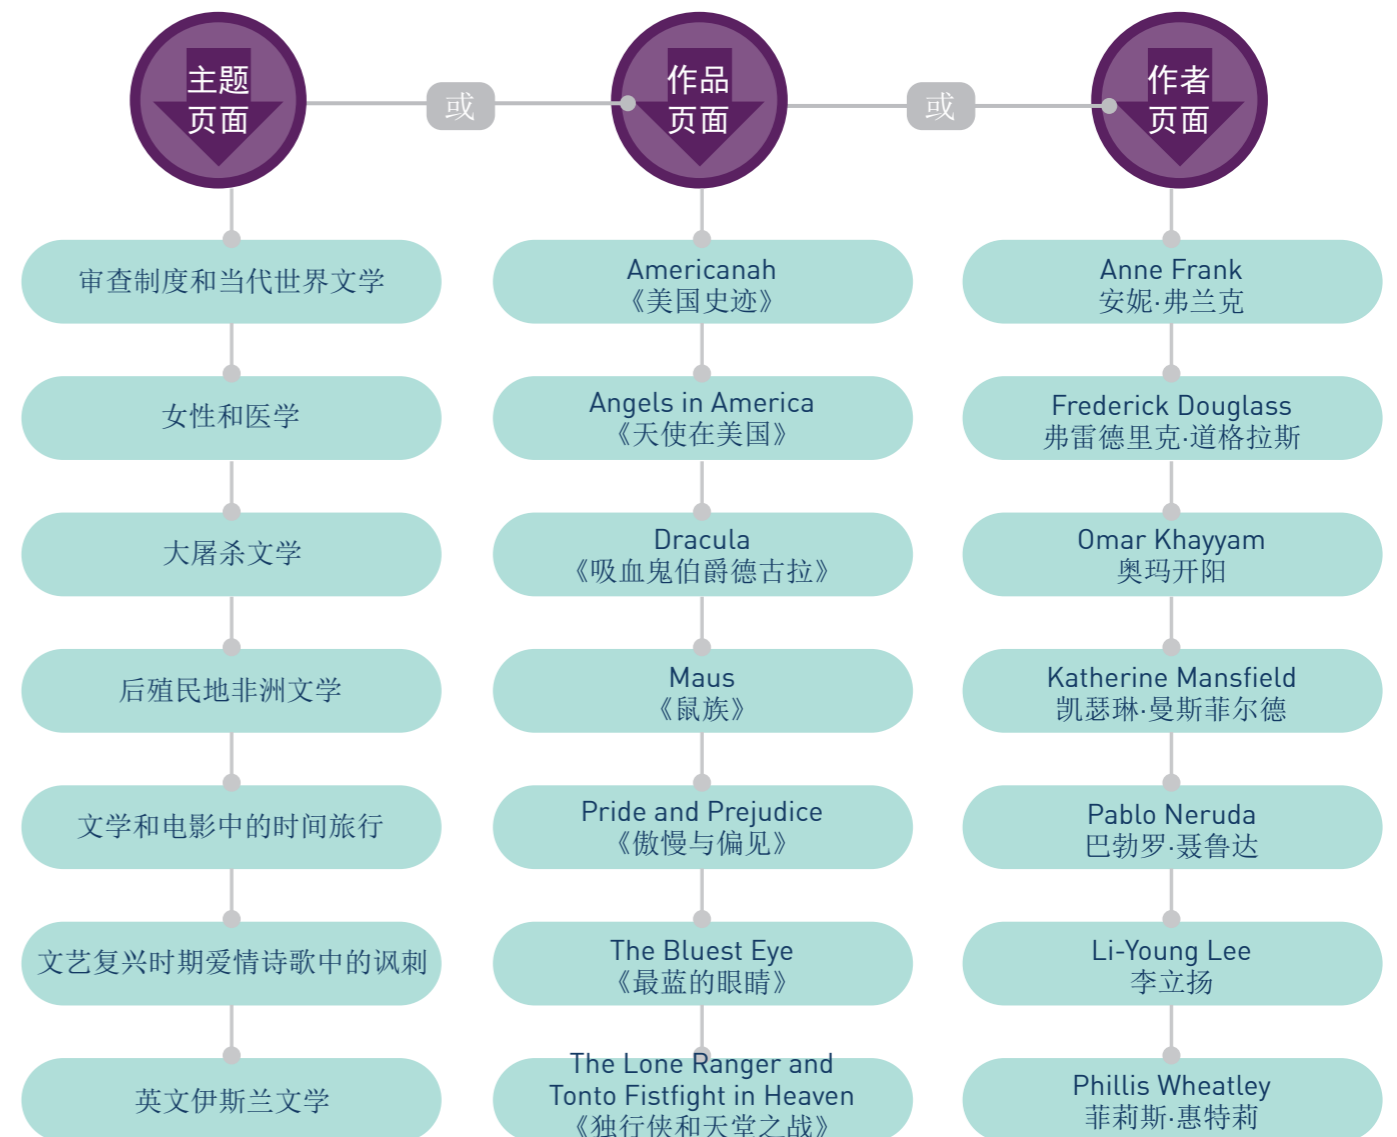 主题
页面
或
作品
页面
或
作者
页面
审查制度和当代世界文学
女性和医学
大屠杀文学
后殖民地非洲文学
文学和电影中的时间旅行
文艺复兴时期爱情诗歌中的讽刺
英文伊斯兰文学
Americanah
《美国史迹》
Angels in America
《天使在美国》
Dracula
《吸血鬼伯爵德古拉》
Maus
《鼠族》
Pride and Prejudice
《傲慢与偏见》
The Bluest Eye
《最蓝的眼睛》
The Lone Ranger and
Tonto Fistfight in Heaven
《独行侠和天堂之战》
Anne Frank
安妮·弗兰克
Frederick Douglass
弗雷德里克·道格拉斯
Omar Khayyam
奥玛开阳
Katherine Mansfield
凯瑟琳·曼斯菲尔德
Pablo Neruda
巴勃罗·聂鲁达
Li-Young Lee
李立扬
Phillis Wheatley
菲莉斯·惠特莉